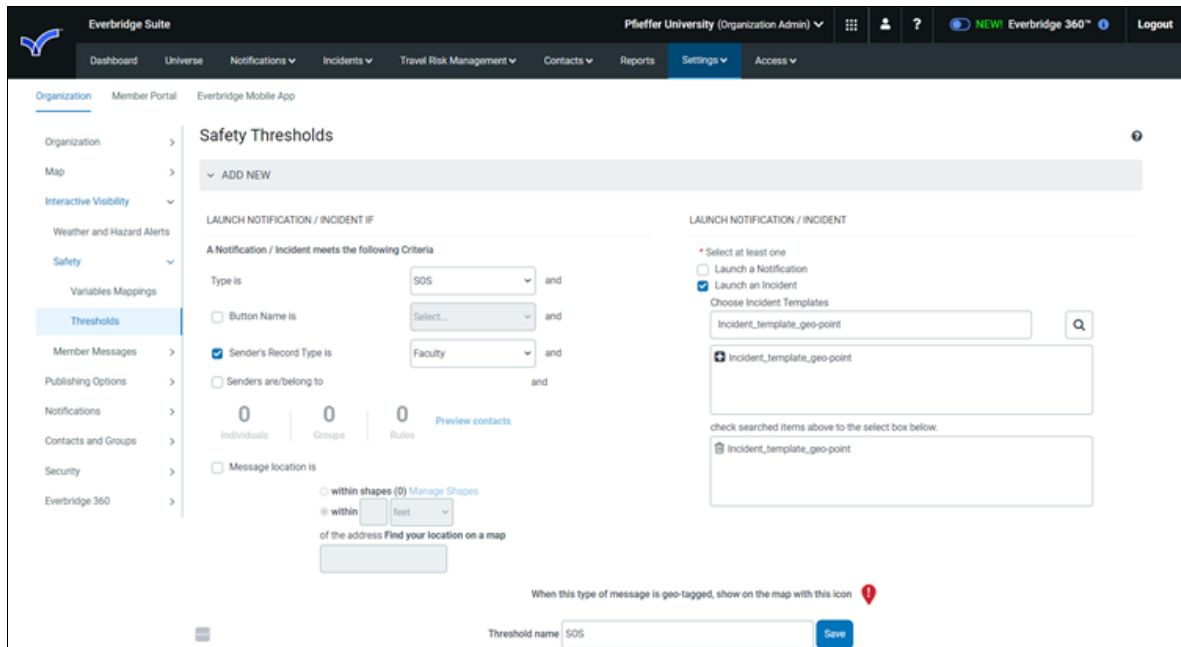 Everbridge Suite
Pfieffer University (Organization Admin)
?
NEW! Everbridge 360™
Logout
Dashboard
Universe
Notifications
Incidents
Travel Risk Management
Contacts
Reports
Settings
Access
Organization
Member Portal
Everbridge Mobile App
Organization
Map
Interactive Visibility
Weather and Hazard Alerts
Safety
Variables Mappings
Thresholds
Member Messages
Publishing Options
Notifications
Contacts and Groups
Security
Everbridge 360
Safety Thresholds
ADD NEW
LAUNCH NOTIFICATION / INCIDENT IF
A Notification / Incident meets the following Criteria
Type is SOS and
Button Name is Select... and
Sender's Record Type is Faculty and
Senders are/belong to and
0 0 0 Preview contacts
Individuals Groups Rules
Message location is
within shapes (0) Manage Shapes
within feet
of the address Find your location on a map
LAUNCH NOTIFICATION / INCIDENT
* Select at least one
Launch a Notification
Launch an Incident
Choose Incident Templates
Incident_template_geo-point
Incident_template_geo-point
check searched items above to the select box below.
Incident_template_geo-point
When this type of message is geo-tagged, show on the map with this icon
Threshold name SOS Save